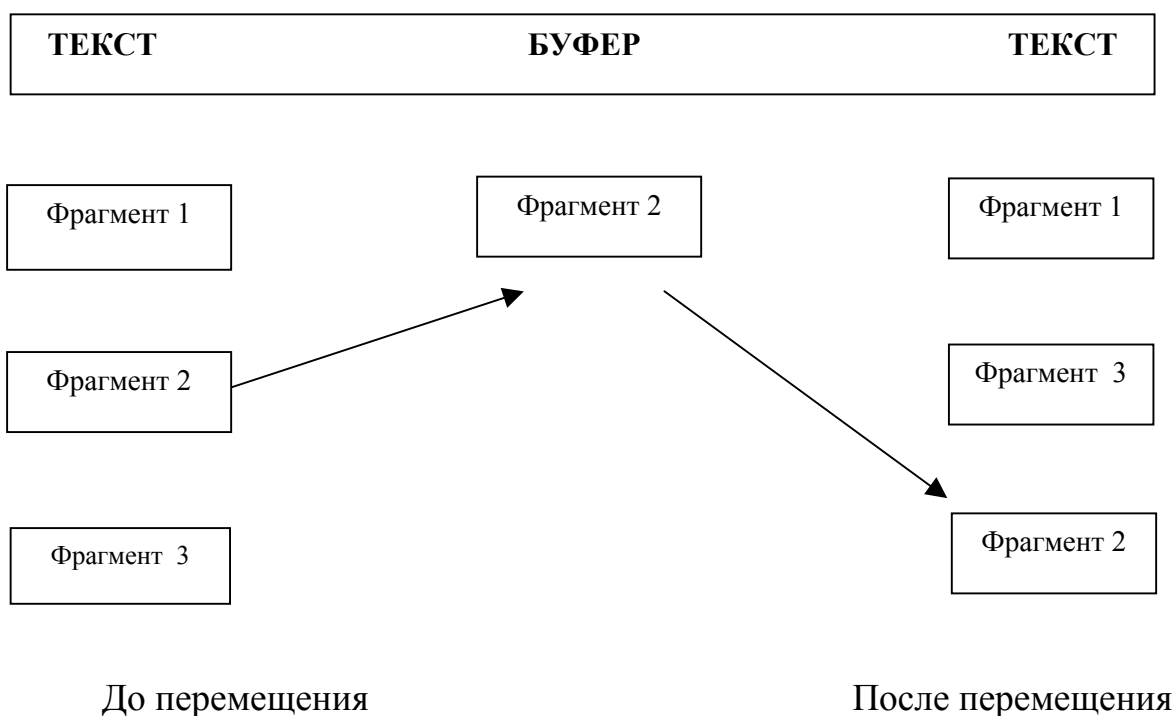 ТЕКСТ БУФЕР ТЕКСТ
Фрагмент 1 Фрагмент 2 Фрагмент 1
Фрагмент 2 Фрагмент 3
Фрагмент 3 Фрагмент 2
До перемещения После перемещения